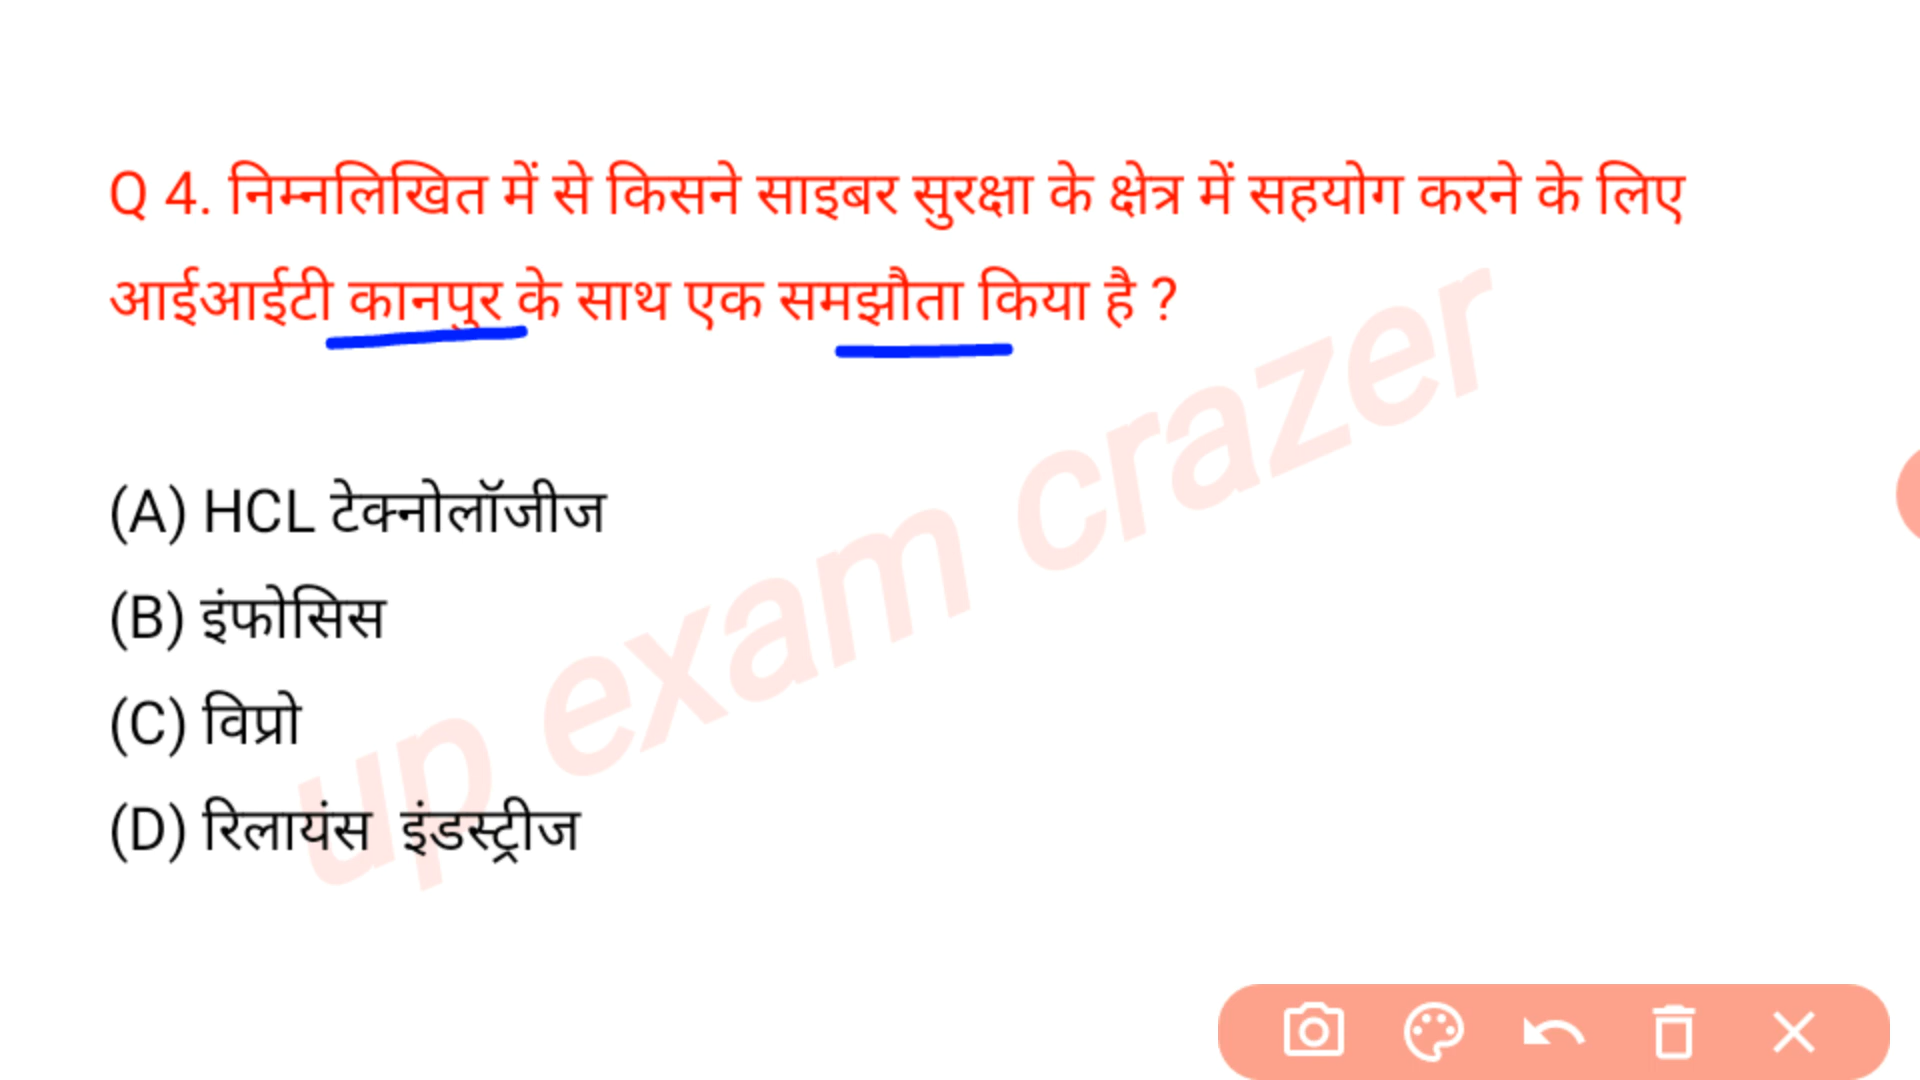 Q 4. निम्नलिखित में से किसने साइबर सुरक्षा के क्षेत्र में सहयोग करने के लिए
आईआईटी कानपुर के साथ एक समझौता किया है ?
(A) HCL टेक्नोलॉजीज
(B) इंफोसिस
(C) विप्रो
(D) रिलायंस इंडस्ट्रीज
up exam crazer